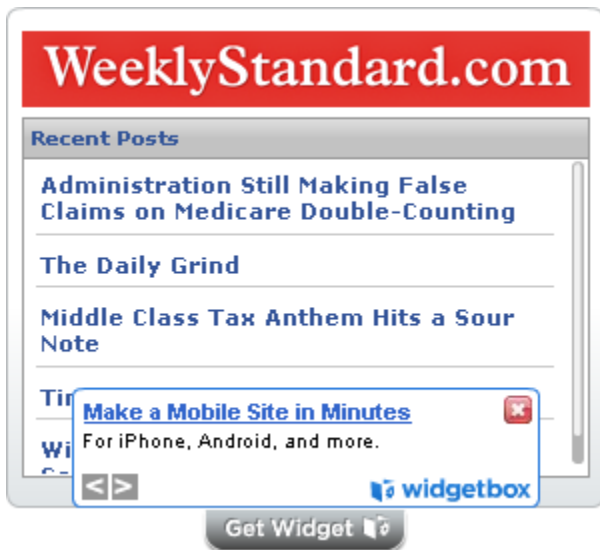 WeeklyStandard.com
Recent Posts
Administration Still Making False
Claims on Medicare Double-Counting
The Daily Grind
Middle Class Tax Anthem Hits a Sour
Note
Make a Mobile Site in Minutes
For iPhone, Android, and more.
< >
widgetbox
Get Widget